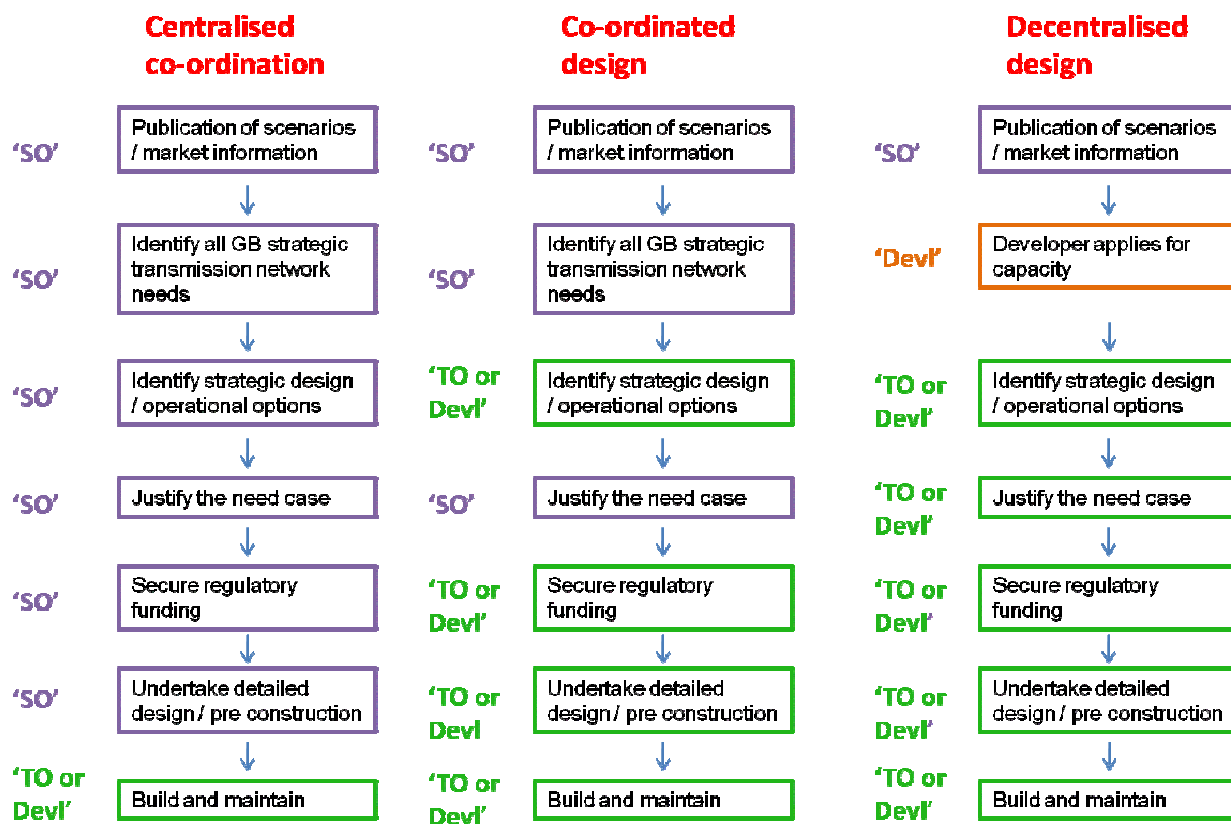 Centralised
co-ordination
‘SO’
Publication of scenarios
/ market information
‘SO’
Identify all GB strategic
transmission network
needs
‘SO’
Identify strategic design
/ operational options
‘SO’
Justify the need case
‘SO’
Secure regulatory
funding
‘SO’
Undertake detailed
design / pre construction
‘TO or
Devl’
Build and maintain
Co-ordinated
design
‘SO’
Publication of scenarios
/ market information
‘SO’
Identify all GB strategic
transmission network
needs
‘TO or
Devl’
Identify strategic design
/ operational options
‘SO’
Justify the need case
‘TO or
Devl’
Secure regulatory
funding
‘TO or
Devl
Undertake detailed
design / pre construction
‘TO or
Devl’
Build and maintain
Decentralised
design
‘SO’
Publication of scenarios
/ market information
‘Devl’
Developer applies for
capacity
‘TO or
Devl’
Identify strategic design
/ operational options
‘TO or
Devl’
Justify the need case
‘TO or
Devl’
Secure regulatory
funding
‘TO or
Devl’
Undertake detailed
design / pre construction
‘TO or
Devl’
Build and maintain